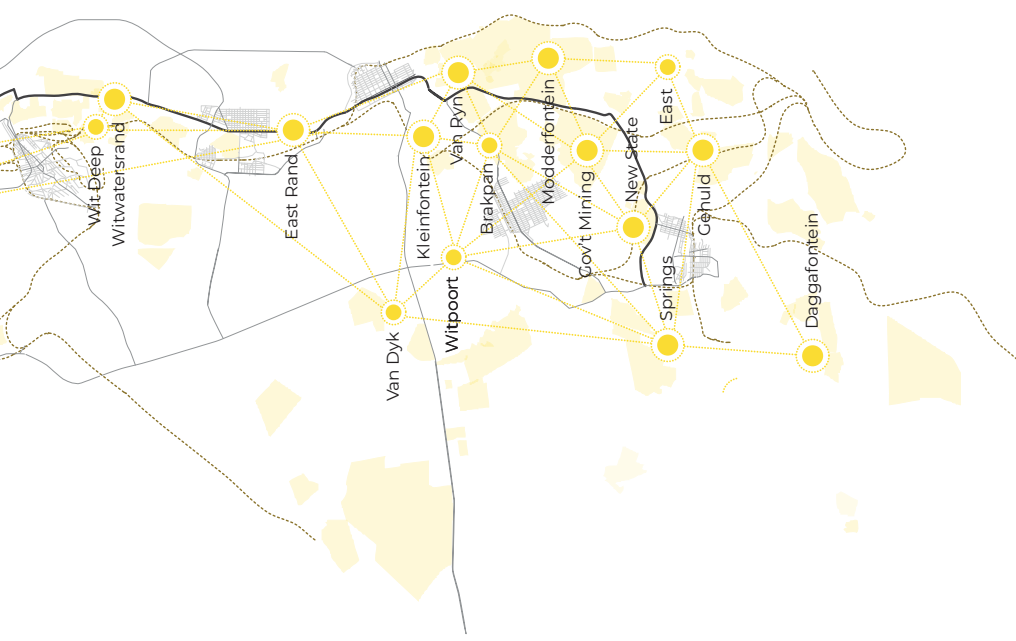 Wit Deep
Witwatersrand
East Rand
Van Dyk
Kleinfontein
Witpoort
Van Ryn
Brakpan
Modderfontein
Gov't Mining
New State
East
Springs
Genuld
Daggafontein